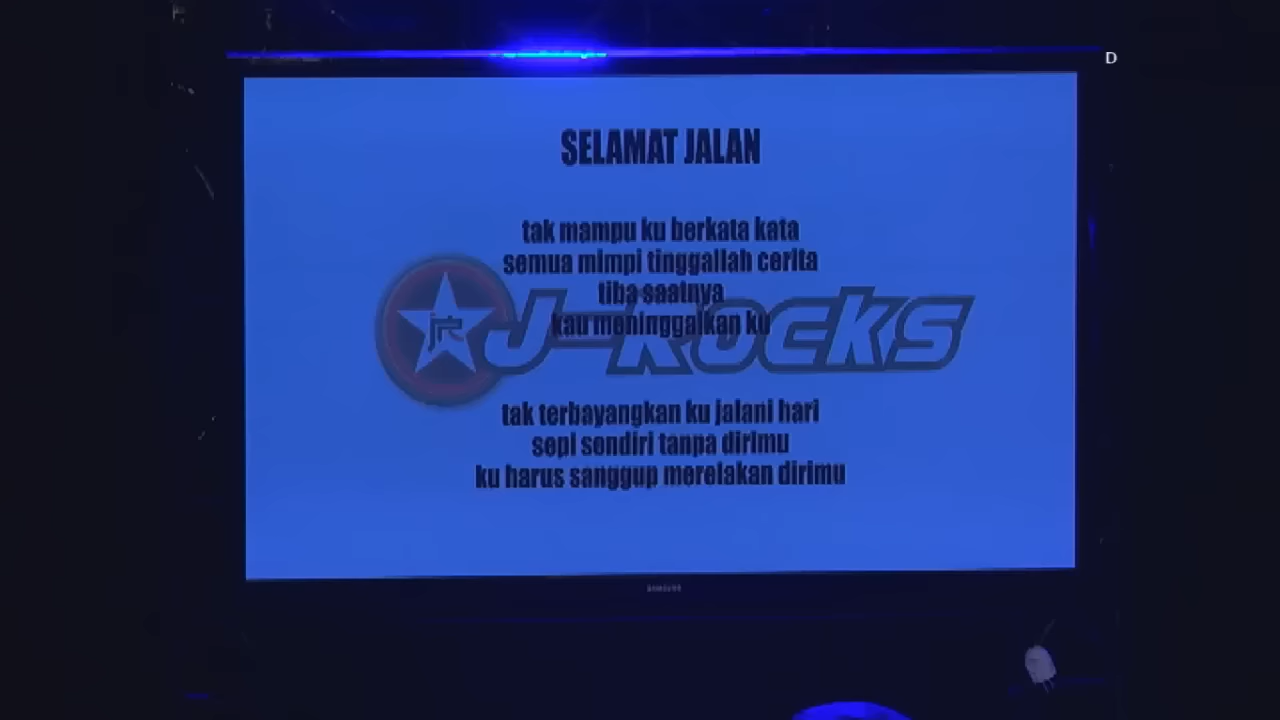 D
SELAMAT JALAN
tak mampu ku berkata kata
semua mimpi tinggallah cerita
tiba saatnya
kau meninggalkan ku
J-ROCKS
tak terbayangkan ku jalani hari
sepi sendiri tanpa dirimu
ku harus sanggup merelakan dirimu
SAMSUNG